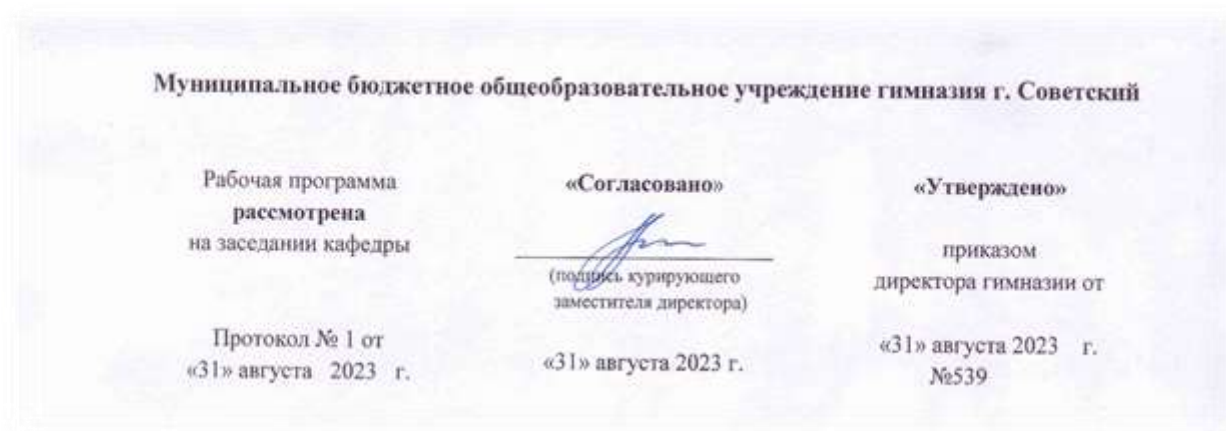 Муниципальное бюджетное общеобразовательное учреждение гимназия г. Советский
Рабочая программа
рассмотрена
на заседании кафедры
Протокол № 1 от
«31» августа 2023 г.
«Согласовано»
(подпись курирующего
заместителя директора)
«31» августа 2023 г.
«Утверждено»
приказом
директора гимназии от
«31» августа 2023 г.
№539